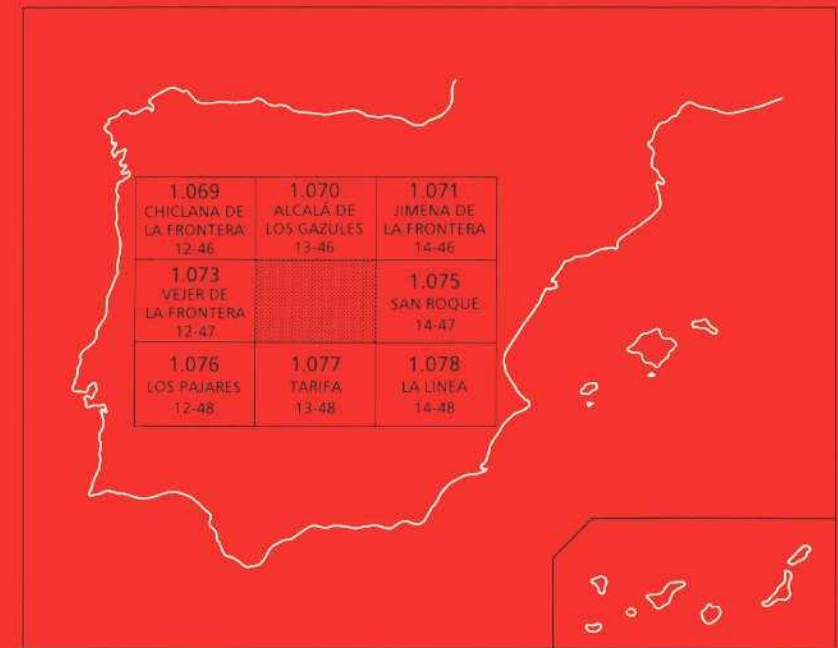 1.069
CHICLANA DE
LA FRONTERA
12-46
1.070
ALCALÁ DE
LOS GAZULES
13-46
1.071
JIMENA DE
LA FRONTERA
14-46
1.073
VEJER DE
LA FRONTERA
12-47
1.075
SAN ROQUE
14-47
1.076
LOS PAJARES
12-48
1.077
TARIFA
13-48
1.078
LA LINEA
14-48